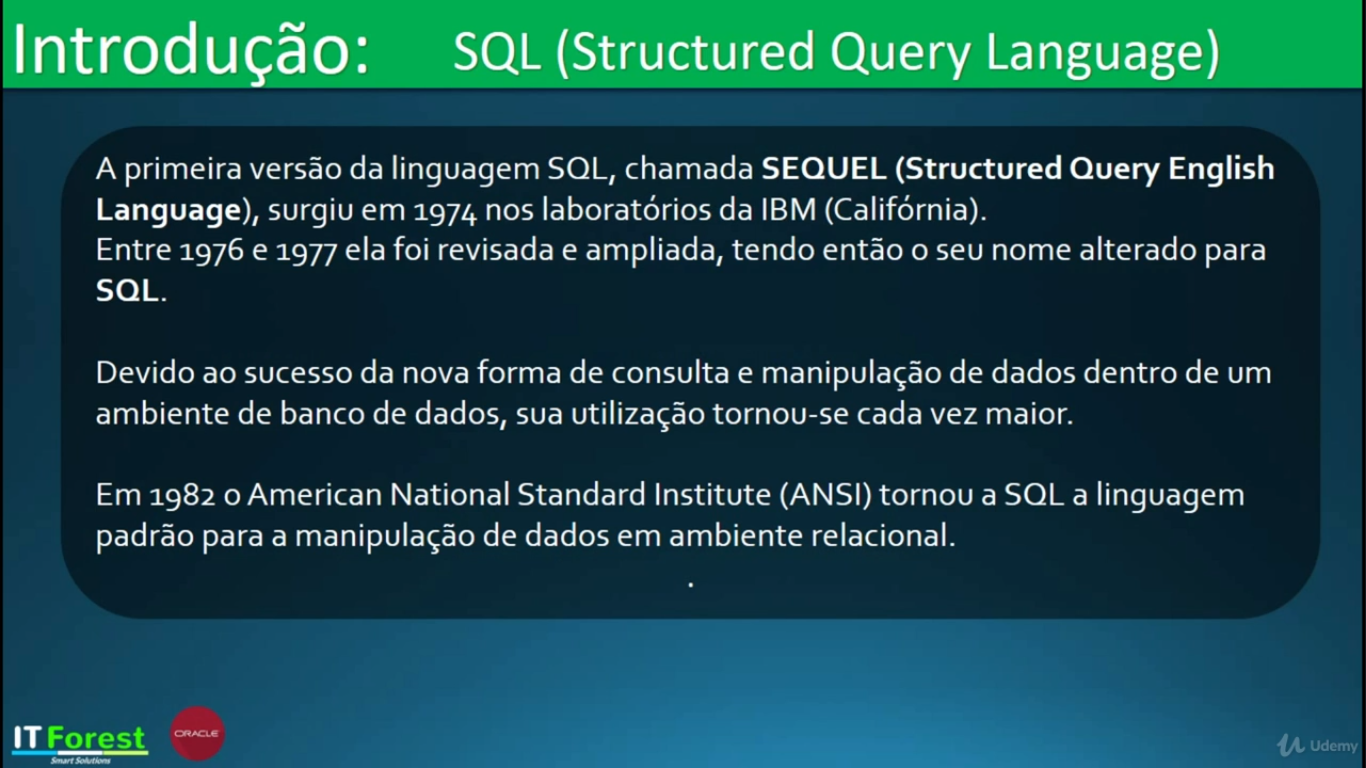 Introdução: SQL (Structured Query Language)
A primeira versão da linguagem SQL, chamada SEQUEL (Structured Query English
Language), surgiu em 1974 nos laboratórios da IBM (Califórnia).
Entre 1976 e 1977 ela foi revisada e ampliada, tendo então o seu nome alterado para
SQL.
Devido ao sucesso da nova forma de consulta e manipulação de dados dentro de um
ambiente de banco de dados, sua utilização tornou-se cada vez maior.
Em 1982 o American National Standard Institute (ANSI) tornou a SQL a linguagem
padrão para a manipulação de dados em ambiente relacional.
.
IT Forest
Smart Solutions
ORACLE
Udemy